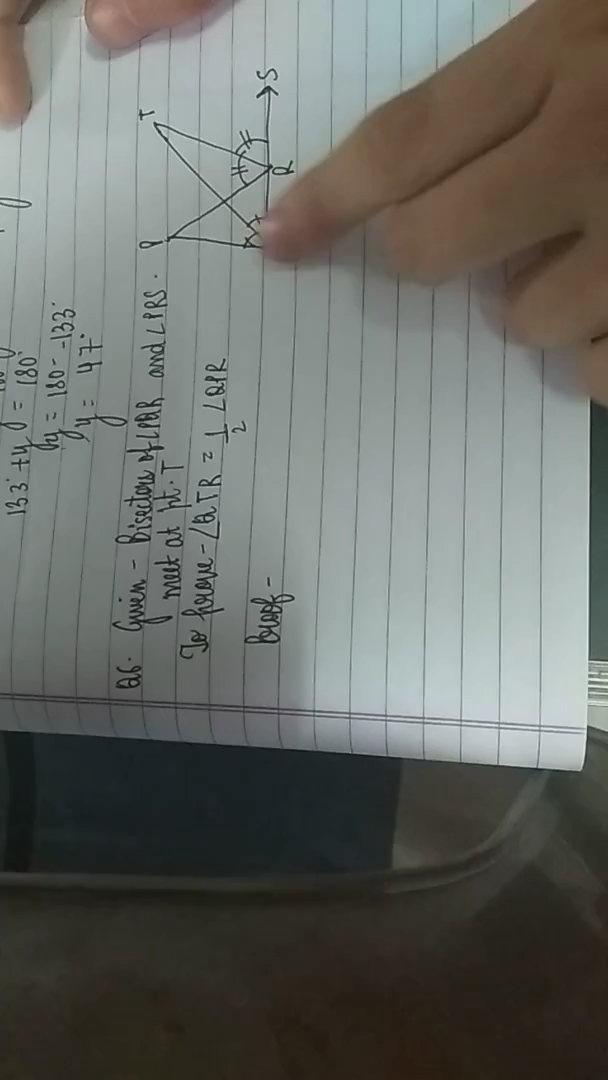 133° + y = 180°
y = 180 - 133°
y = 47°
Q6. Given - Bisectors of ∠PQR and ∠PRS.
meet at pt. T
To prove - ∠QTR = 1/2 ∠QPR
Proof -
P
T
R
S